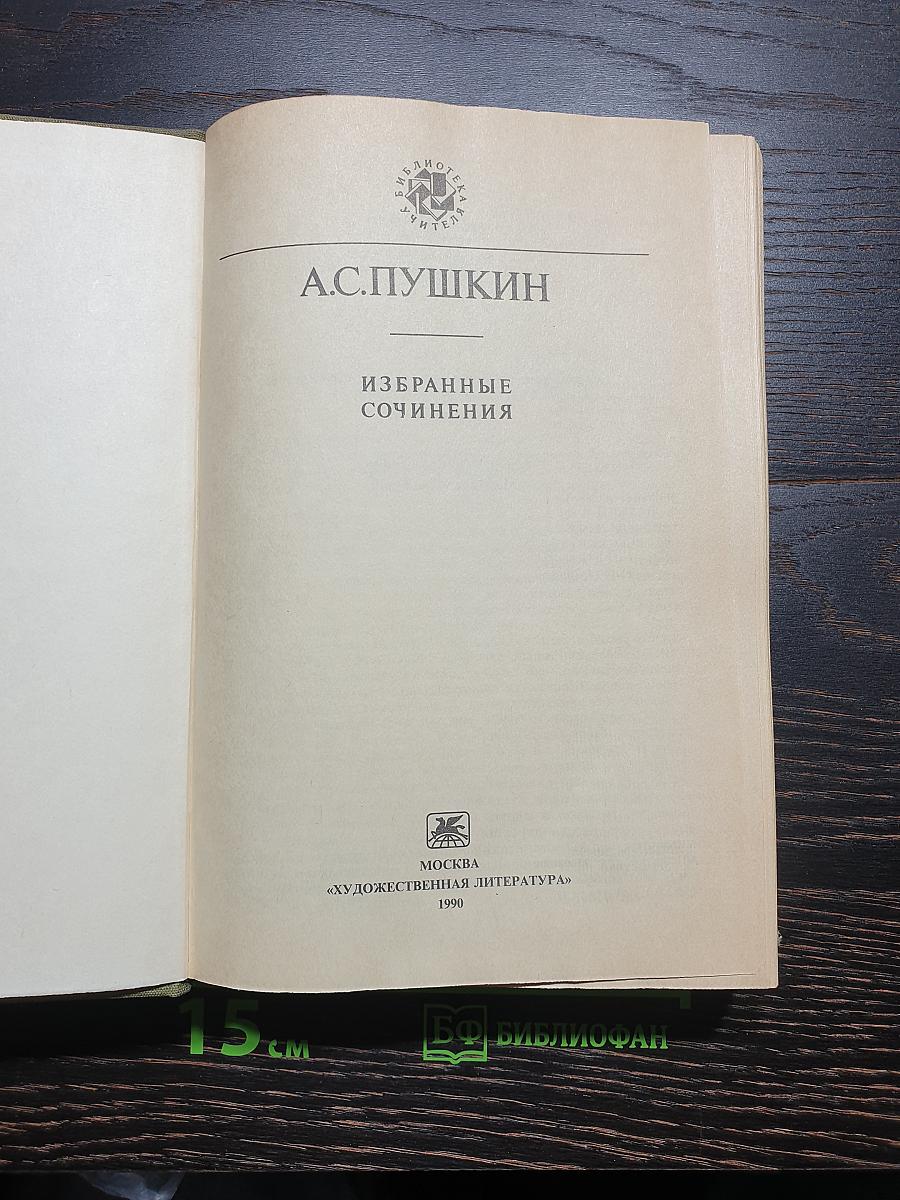 БИБЛИОТЕКА
УЧИТЕЛЯ
А.С.ПУШКИН
ИЗБРАННЫЕ
СОЧИНЕНИЯ
МОСКВА
«ХУДОЖЕСТВЕННАЯ ЛИТЕРАТУРА»
1990
15 см
БФ БИБЛИОФАН